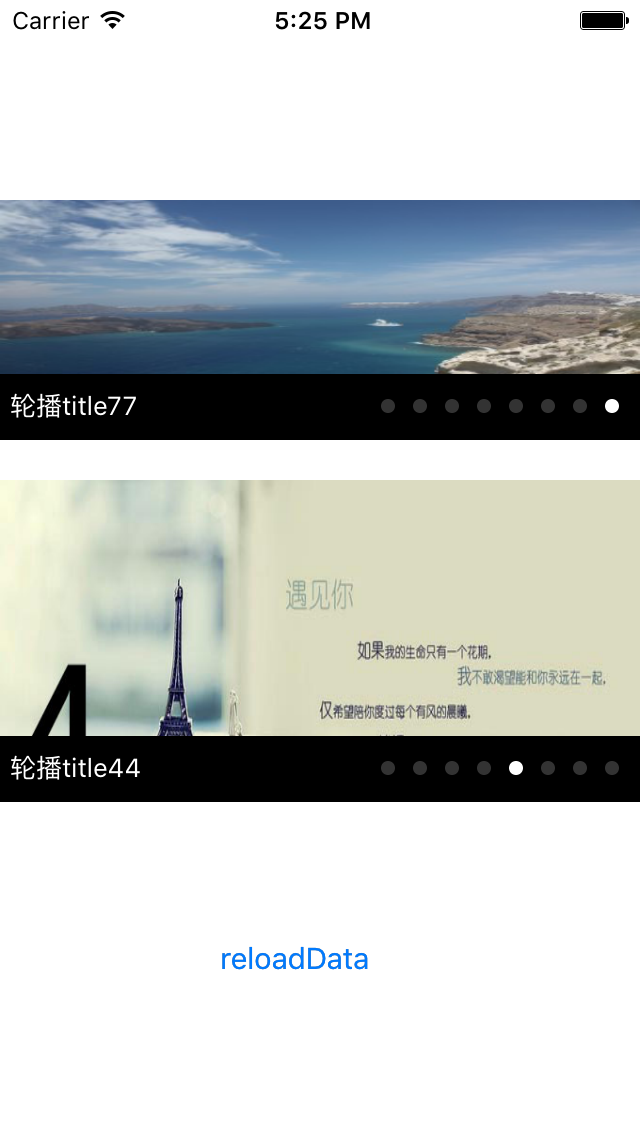 Carrier 5:25 PM
轮播title77
遇见你
如果我的生命只有一个花期,
我不敢渴望能和你永远在一起,
仅希望陪你度过每个有风的晨曦,
4
轮播title44
reloadData